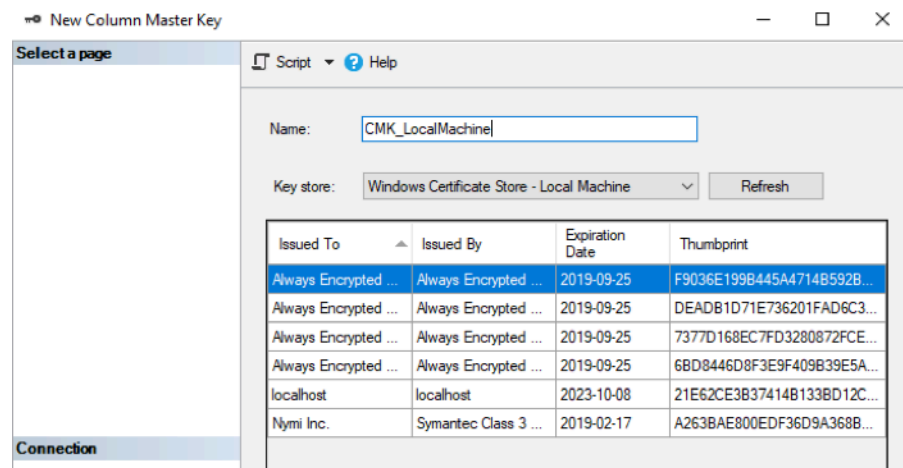 New Column Master Key
Select a page
Script Help
Name: CMK_LocalMachine
Key store: Windows Certificate Store - Local Machine Refresh
Issued To Issued By Expiration Date Thumbprint
Always Encrypted ... Always Encrypted ... 2019-09-25 F9036E199B445A4714B592B...
Always Encrypted ... Always Encrypted ... 2019-09-25 DEADB1D71E736201FAD6C3...
Always Encrypted ... Always Encrypted ... 2019-09-25 7377D168EC7FD3280872FCE...
Always Encrypted ... Always Encrypted ... 2019-09-25 6BD8446D8F3E9F409B39E5A...
localhost localhost 2023-10-08 21E62CE3B37414B133BD12C...
Nymi Inc. Symantec Class 3 ... 2019-02-17 A263BAE800EDF36D9A368B...
Connection